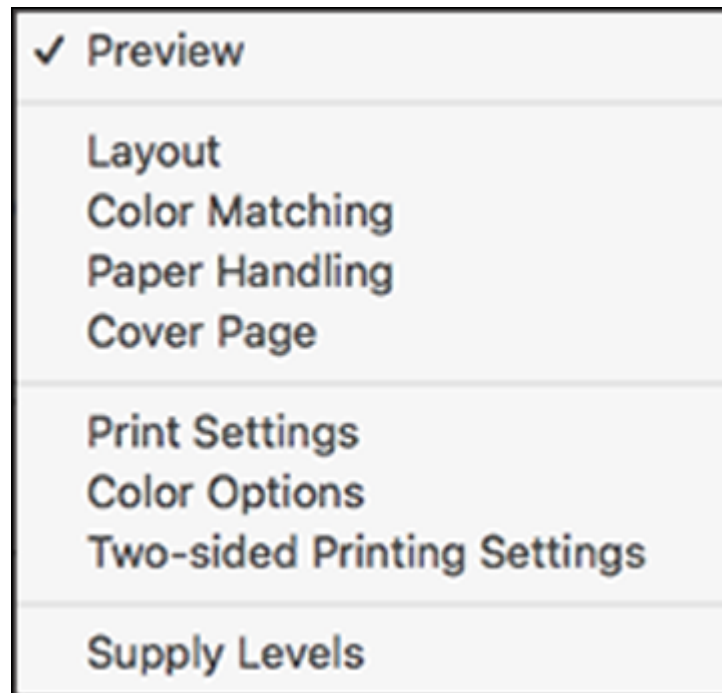 ✓ Preview
Layout
Color Matching
Paper Handling
Cover Page
Print Settings
Color Options
Two-sided Printing Settings
Supply Levels